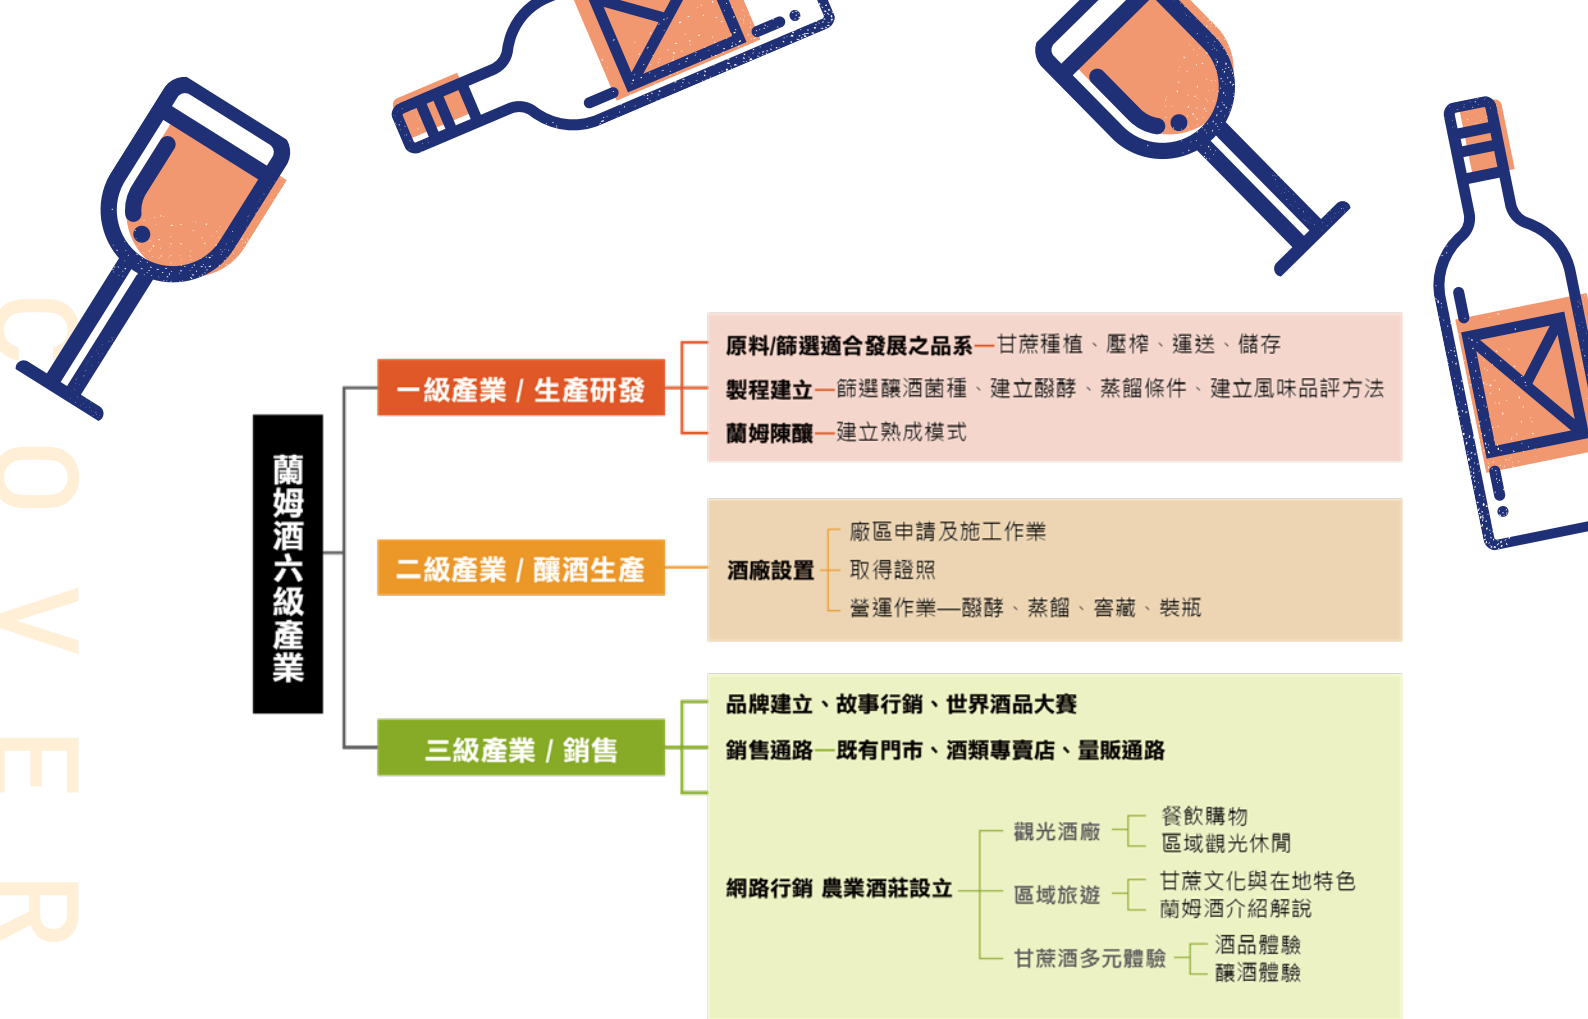 COVER
蘭姆酒六級產業
一級產業 / 生產研發
原料/篩選適合發展之品系—甘蔗種植、壓榨、運送、儲存
製程建立—篩選釀酒菌種、建立醱酵、蒸餾條件、建立風味品評方法
蘭姆陳釀—建立熟成模式
二級產業 / 釀酒生產
酒廠設置
廠區申請及施工作業
取得證照
營運作業—醱酵、蒸餾、窖藏、裝瓶
三級產業 / 銷售
品牌建立、故事行銷、世界酒品大賽
銷售通路—既有門市、酒類專賣店、量販通路
網路行銷 農業酒莊設立
觀光酒廠
餐飲購物
區域觀光休閒
區域旅遊
甘蔗文化與在地特色
蘭姆酒介紹解說
甘蔗酒多元體驗
酒品體驗
釀酒體驗